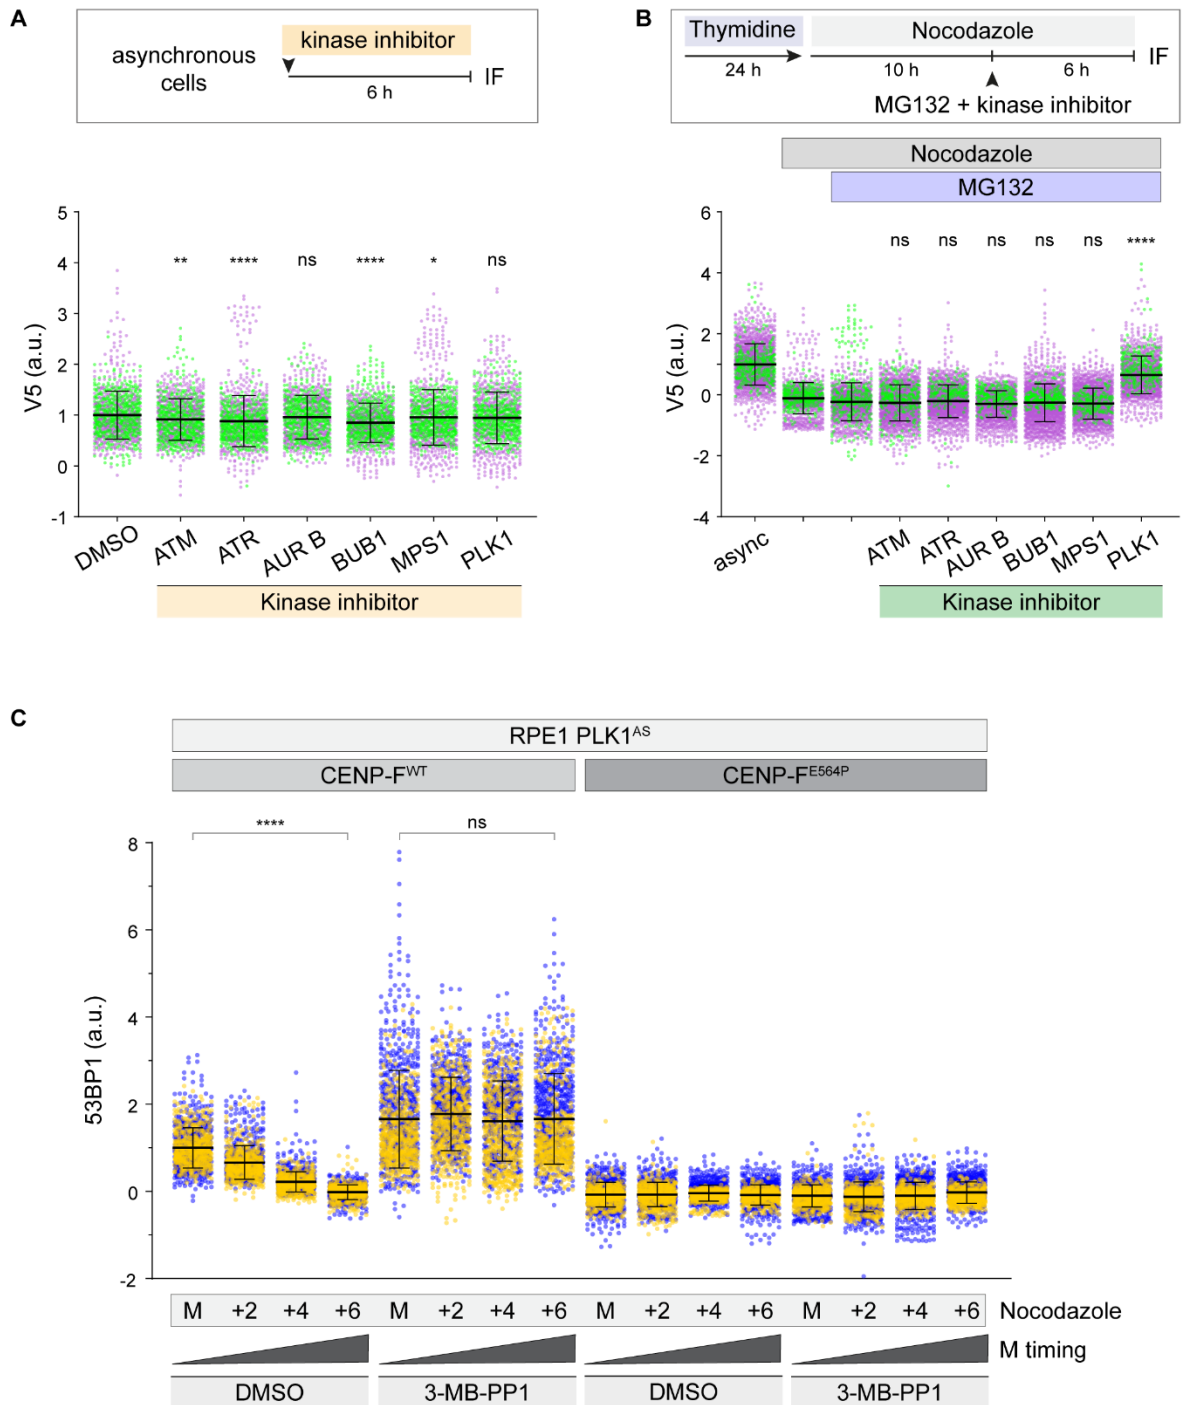 A
asynchronous
cells
kinase inhibitor
6 h
IF
V5 (a.u.)
5
4
3
2
1
0
-1
** **** ns **** * ns
DMSO ATM ATR AUR B BUB1 MPS1 PLK1
Kinase inhibitor
B
Thymidine
Nocodazole
24 h
10 h
6 h
IF
MG132 + kinase inhibitor
Nocodazole
MG132
V5 (a.u.)
6
4
2
0
-2
-4
ns ns ns ns ns ****
async ATM ATR AUR B BUB1 MPS1 PLK1
Kinase inhibitor
C
RPE1 PLK1ᴬˢ
CENP-Fᵂᵀ CENP-Fᴱ⁵⁶⁴ᴾ
**** ns
53BP1 (a.u.)
8
6
4
2
0
-2
M +2 +4 +6 M +2 +4 +6 M +2 +4 +6 M +2 +4 +6 Nocodazole
M timing
DMSO 3-MB-PP1 DMSO 3-MB-PP1